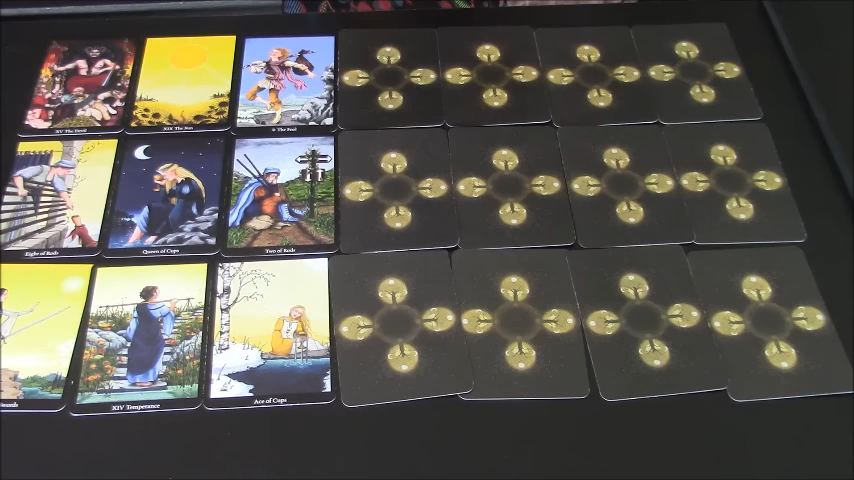 XV The Devil
XIX The Sun
0 The Fool
Eight of Rods
Queen of Cups
Two of Rods
XIV Temperance
Ace of Cups